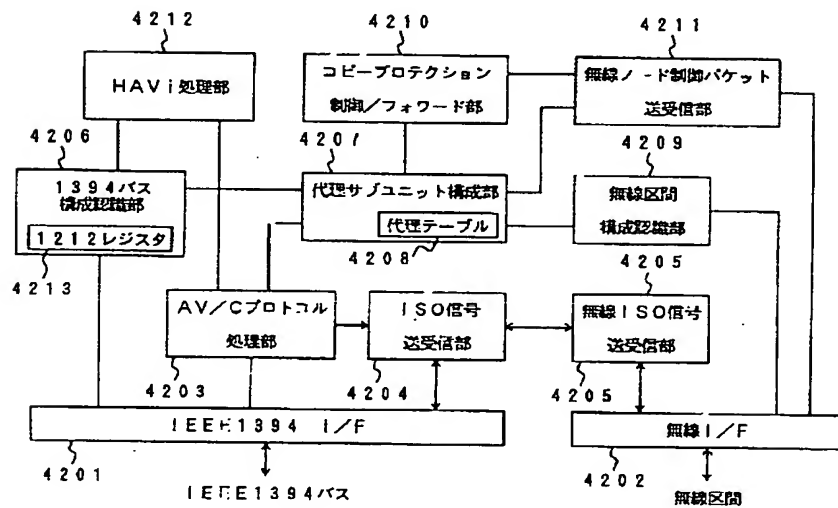 4212
4210
4211
HAVi処理部
コピープロテクション
制御/フォワード部
無線ノード制御パケット
送受信部
4206
4207
4209
1394バス
構成認識部
1212レジスタ
代理サブユニット構成部
代理テーブル
無線区間
構成認識部
4213
4208
4205
AV/Cプロトコル
処理部
ISO信号
送受信部
無線ISO信号
送受信部
4203
4204
4205
IEEE1394 I/F
無線I/F
4201
4202
IEEE1394バス
無線区間